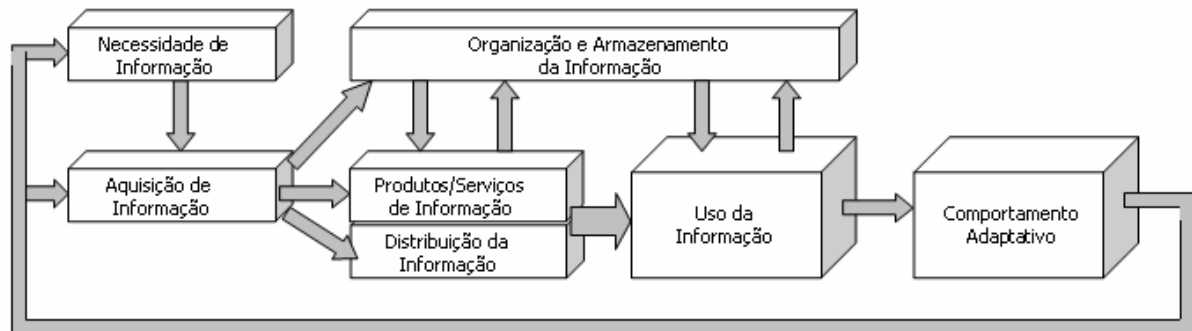 Necessidade de
Informação
Organização e Armazenamento
da Informação
Aquisição de
Informação
Produtos/Serviços
de Informação
Distribuição da
Informação
Uso da
Informação
Comportamento
Adaptativo